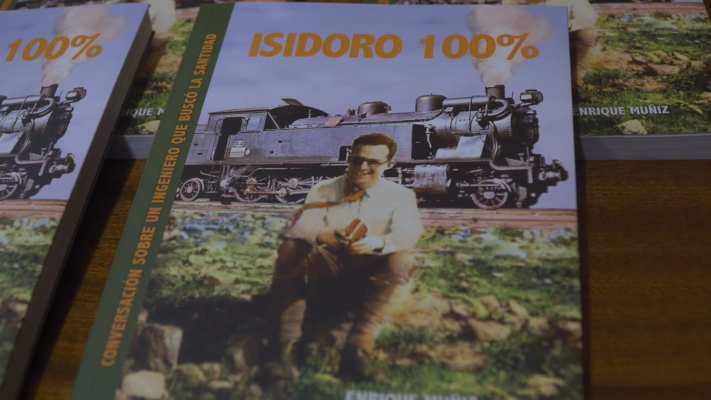 ISIDORO 100%
CONVERSACIÓN SOBRE UN INGENIERO QUE BUSCÓ LA SANTIDAD
ENRIQUE MUÑIZ
100%
ENRIQUE MUÑIZ